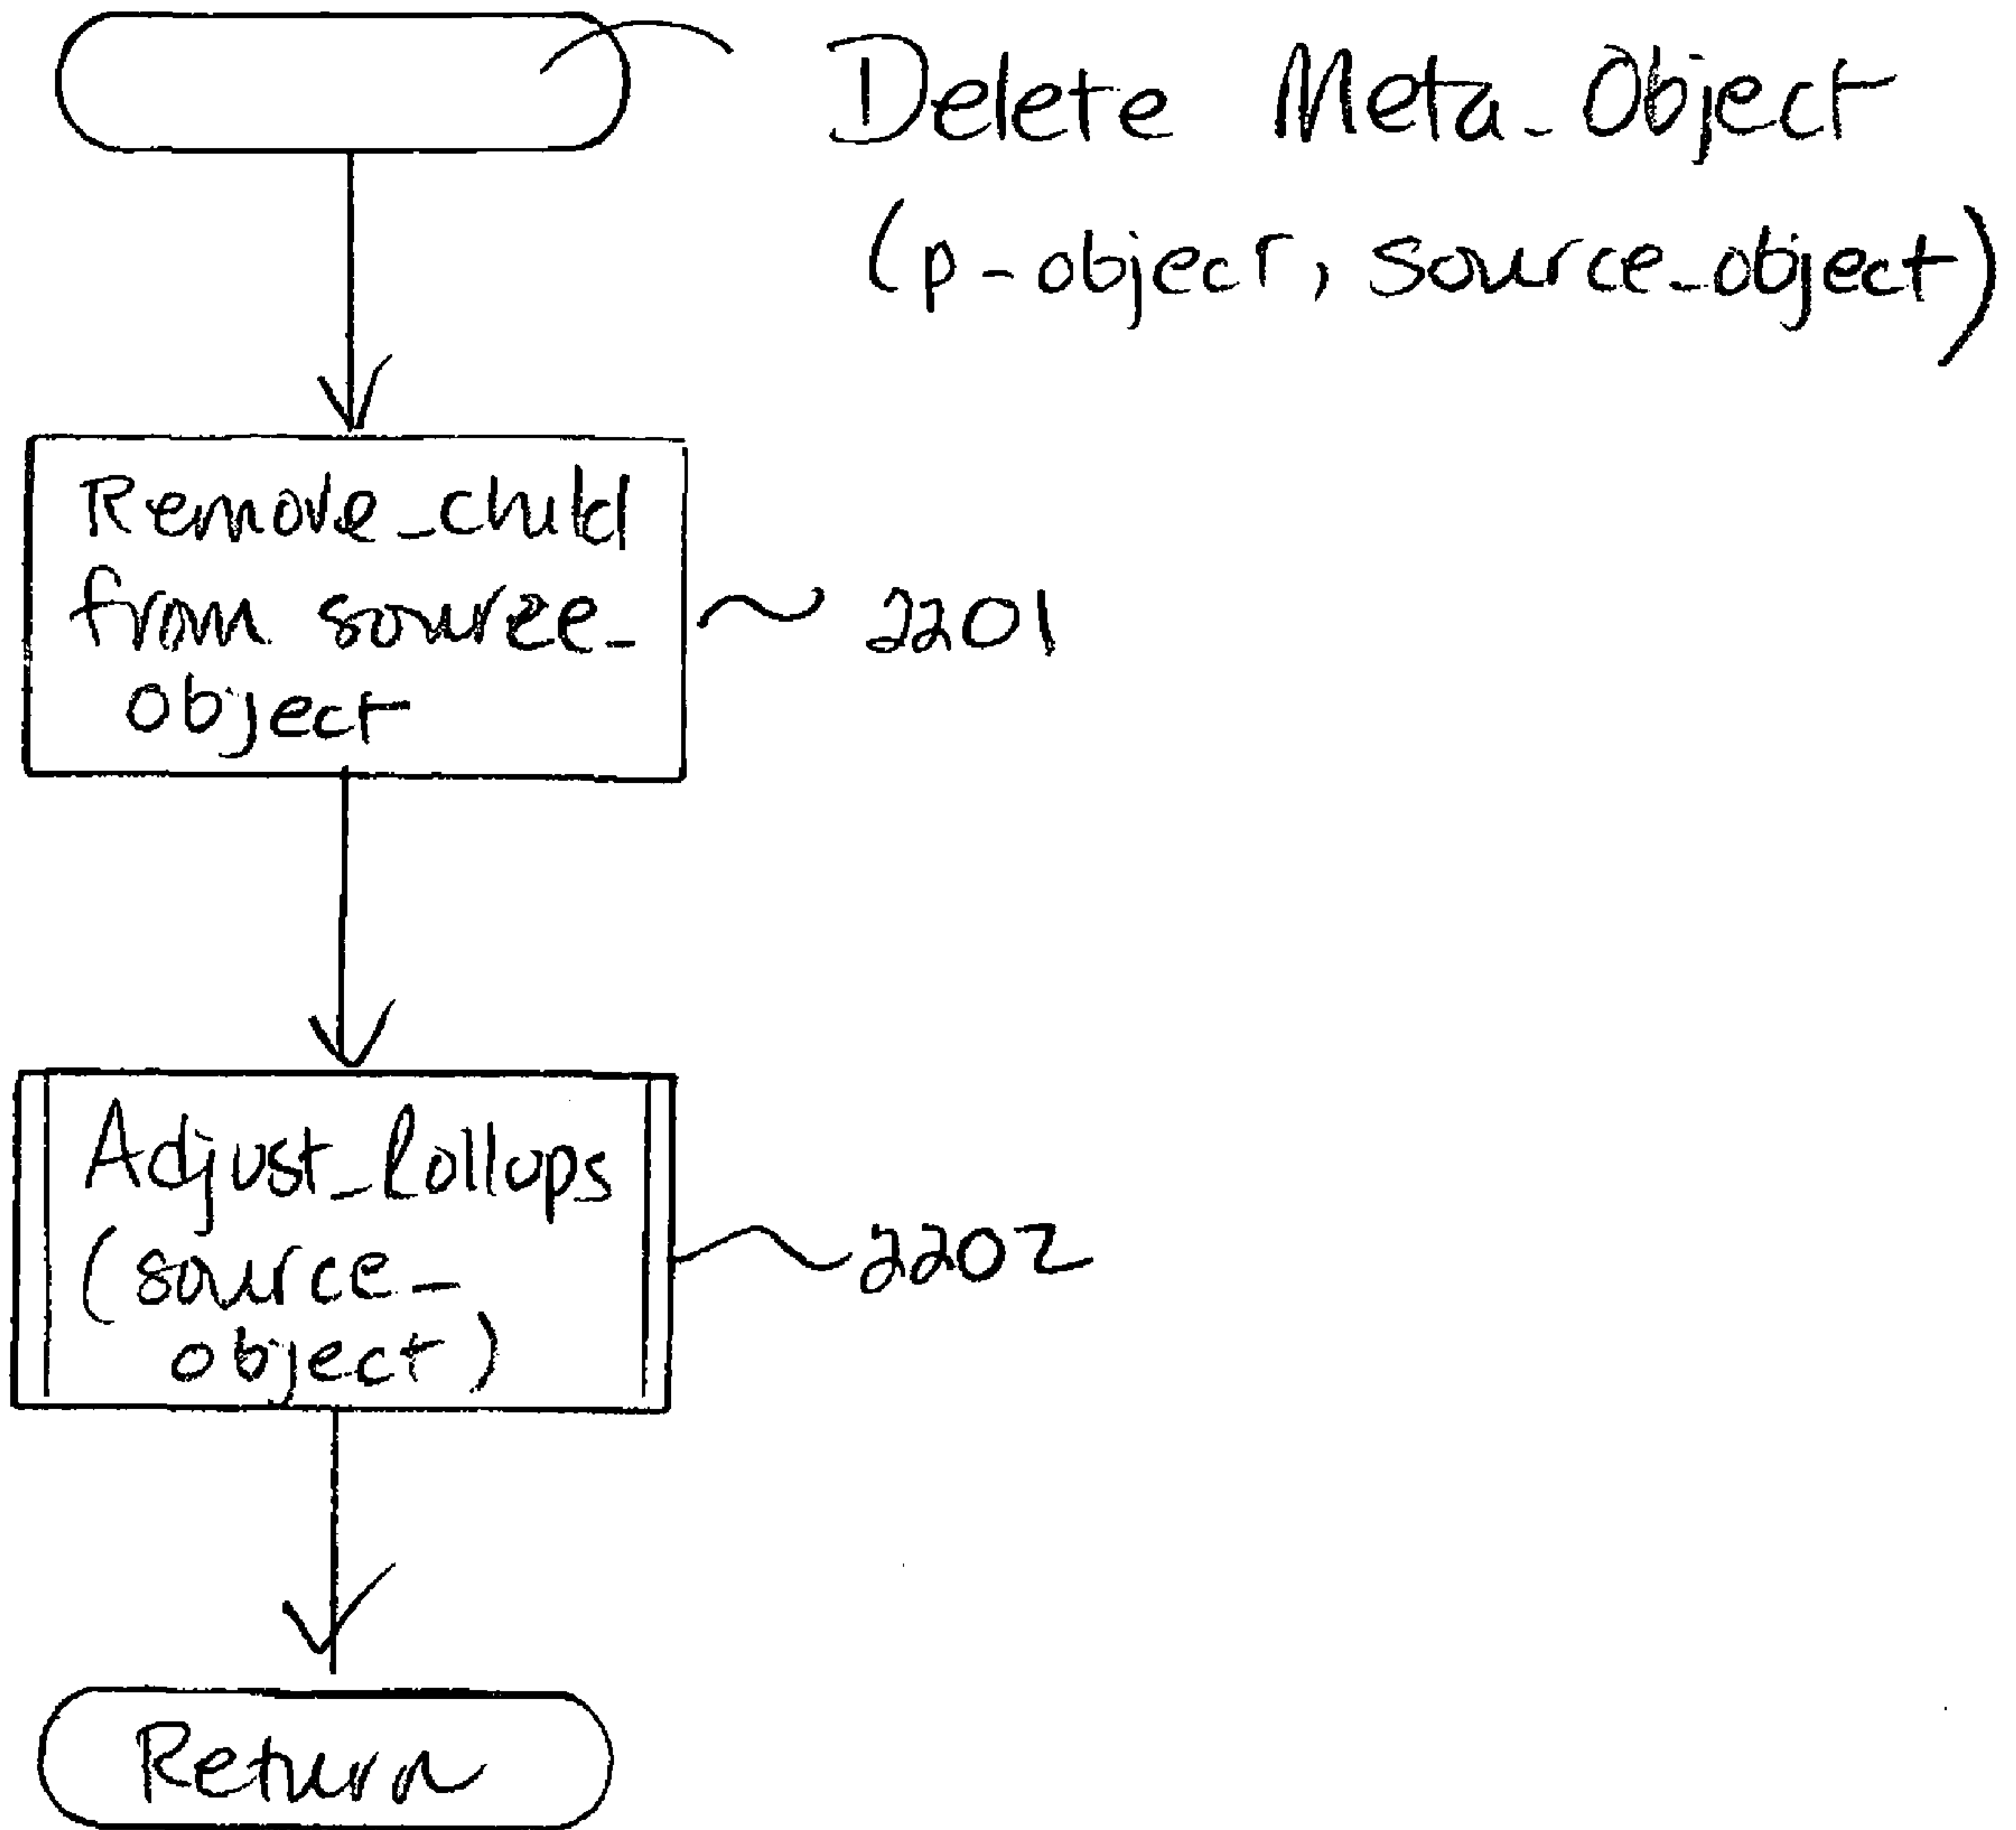 Delete Meta_Object
(p-object, source_object)
Remove_child
from source_
object
2201
Adjust_lollops
(source_
object)
2202
Return